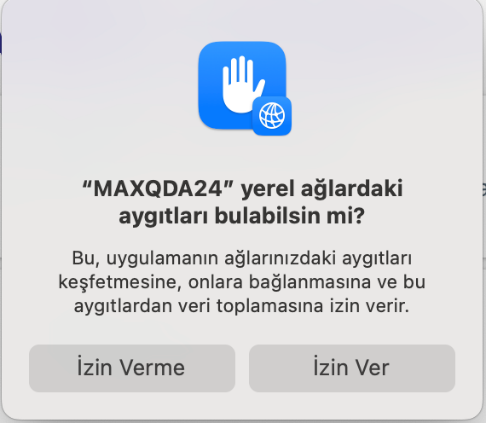 “MAXQDA24” yerel ağlardaki
aygıtları bulabilsin mi?
Bu, uygulamanın ağlarınızdaki aygıtları
keşfetmesine, onlara bağlanmasına ve bu
aygıtlardan veri toplamasına izin verir.
İzin Verme
İzin Ver